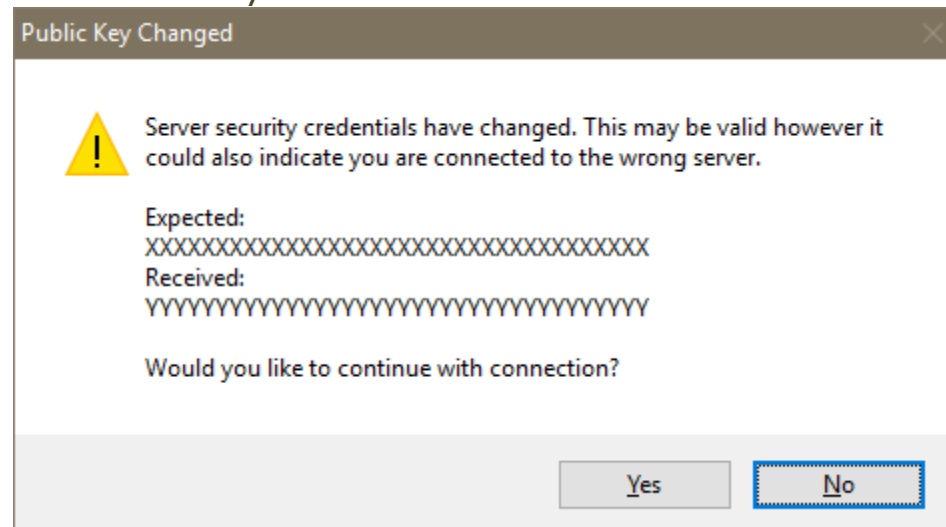 Public Key Changed
Server security credentials have changed. This may be valid however it
could also indicate you are connected to the wrong server.
Expected:
XXXXXXXXXXXXXXXXXXXXXXXXXXXXXXXXXXXX
Received:
YYYYYYYYYYYYYYYYYYYYYYYYYYYYYYYYYYYY
Would you like to continue with connection?
Yes
No